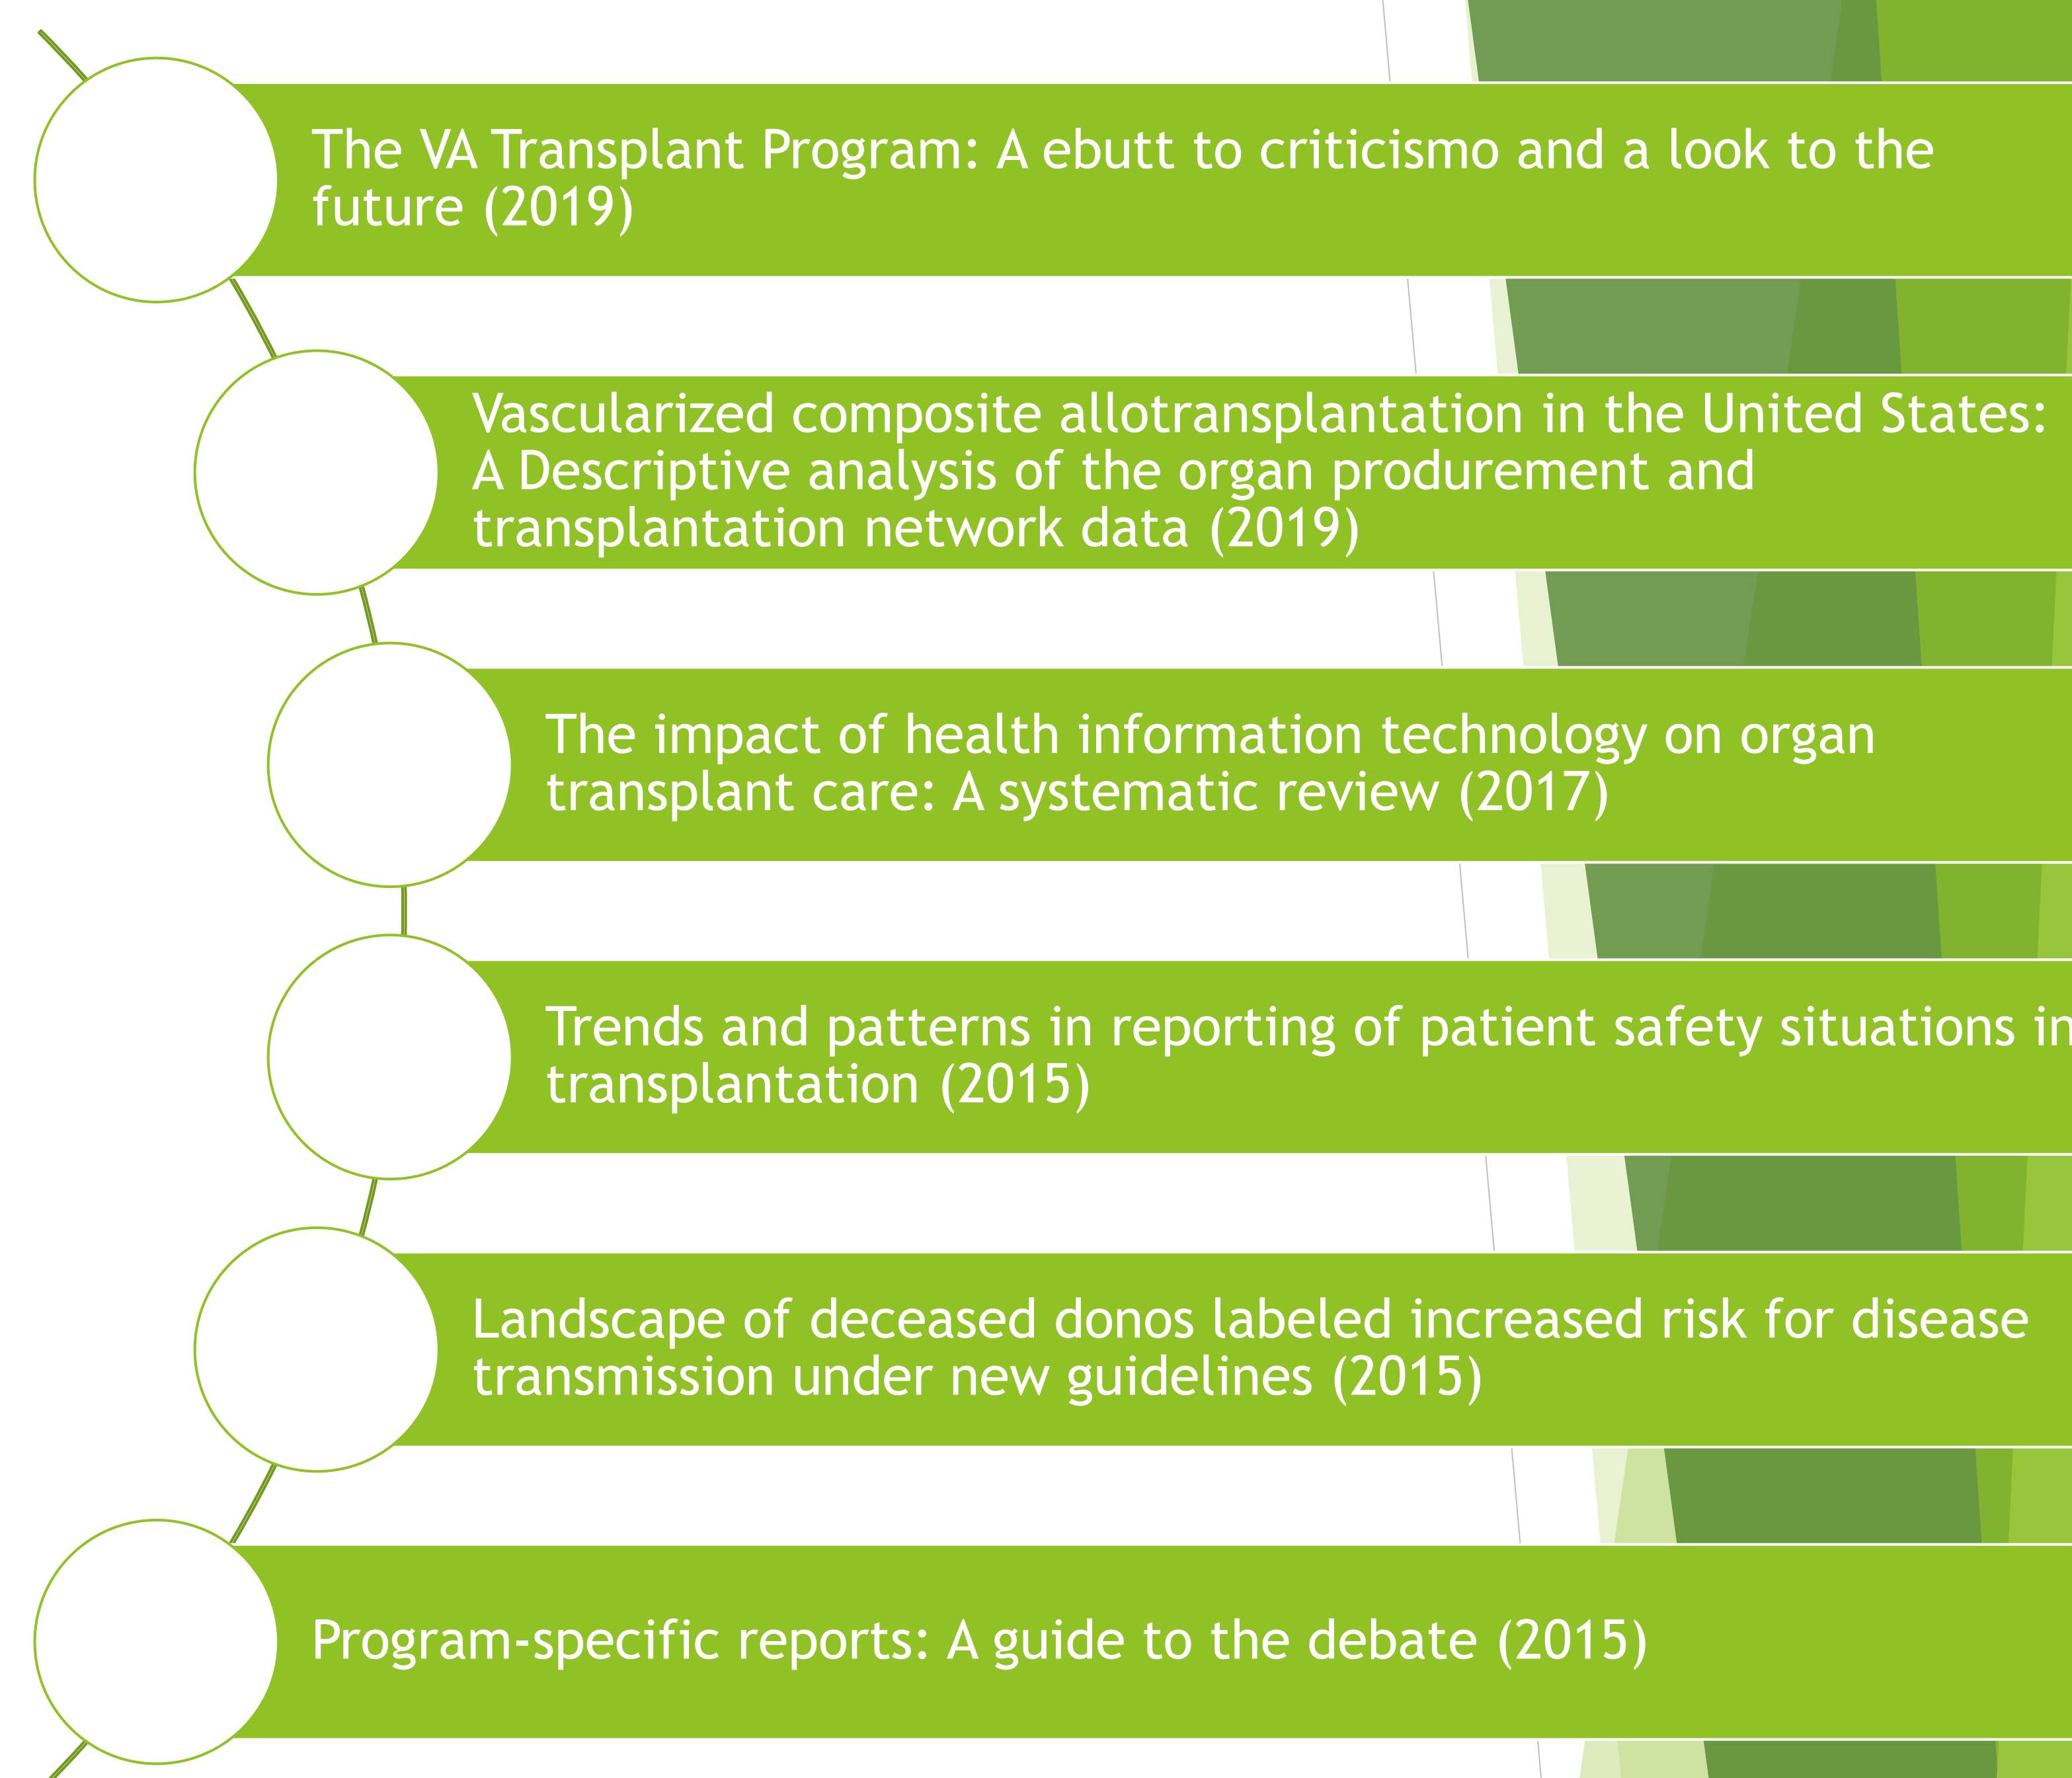 The VA Transplant Program: A ebutt to criticismo and a look to the
future (2019)
Vascularized composite allotransplantation in the United States:
A Descriptive analysis of the organ produrement and
transplantation network data (2019)
The impact of health information technology on organ
transplant care: A systematic review (2017)
Trends and patterns in reporting of patient safety situations in
transplantation (2015)
Landscape of deceased donos labeled increased risk for disease
transmission under new guidelines (2015)
Program-specific reports: A guide to the debate (2015)